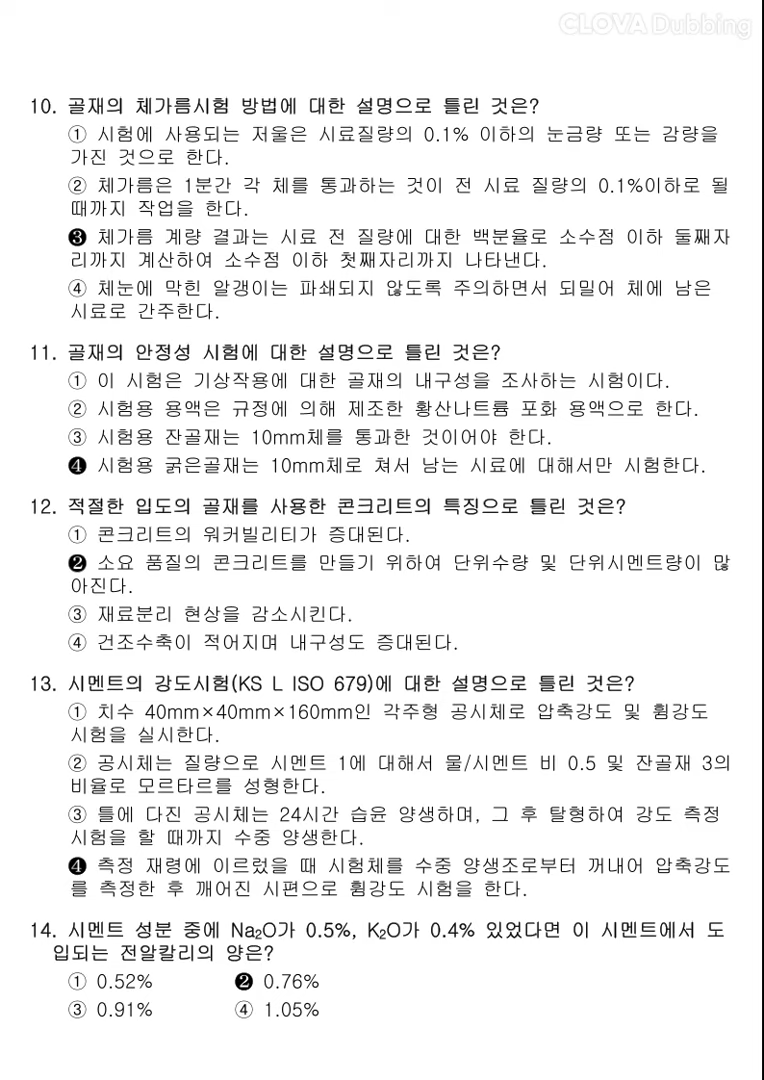 CLOVA Dubbing
10. 골재의 체가름시험 방법에 대한 설명으로 틀린 것은?
① 시험에 사용되는 저울은 시료질량의 0.1% 이하의 눈금량 또는 감량을
가진 것으로 한다.
② 체가름은 1분간 각 체를 통과하는 것이 전 시료 질량의 0.1%이하로 될
때까지 작업을 한다.
❸ 체가름 계량 결과는 시료 전 질량에 대한 백분율로 소수점 이하 둘째자
리까지 계산하여 소수점 이하 첫째자리까지 나타낸다.
④ 체눈에 막힌 알갱이는 파쇄되지 않도록 주의하면서 되밀어 체에 남은
시료로 간주한다.
11. 골재의 안정성 시험에 대한 설명으로 틀린 것은?
① 이 시험은 기상작용에 대한 골재의 내구성을 조사하는 시험이다.
② 시험용 용액은 규정에 의해 제조한 황산나트륨 포화 용액으로 한다.
③ 시험용 잔골재는 10mm체를 통과한 것이어야 한다.
❹ 시험용 굵은골재는 10mm체로 쳐서 남는 시료에 대해서만 시험한다.
12. 적절한 입도의 골재를 사용한 콘크리트의 특징으로 틀린 것은?
① 콘크리트의 워커빌리티가 증대된다.
❷ 소요 품질의 콘크리트를 만들기 위하여 단위수량 및 단위시멘트량이 많
아진다.
③ 재료분리 현상을 감소시킨다.
④ 건조수축이 적어지며 내구성도 증대된다.
13. 시멘트의 강도시험(KS L ISO 679)에 대한 설명으로 틀린 것은?
① 치수 40mm×40mm×160mm인 각주형 공시체로 압축강도 및 휨강도
시험을 실시한다.
② 공시체는 질량으로 시멘트 1에 대해서 물/시멘트 비 0.5 및 잔골재 3의
비율로 모르타르를 성형한다.
③ 틀에 다진 공시체는 24시간 습윤 양생하며, 그 후 탈형하여 강도 측정
시험을 할 때까지 수중 양생한다.
❹ 측정 재령에 이르렀을 때 시험체를 수중 양생조로부터 꺼내어 압축강도
를 측정한 후 깨어진 시편으로 휨강도 시험을 한다.
14. 시멘트 성분 중에 Na₂O가 0.5%, K₂O가 0.4% 있었다면 이 시멘트에서 도
입되는 전알칼리의 양은?
① 0.52% ❷ 0.76%
③ 0.91% ④ 1.05%